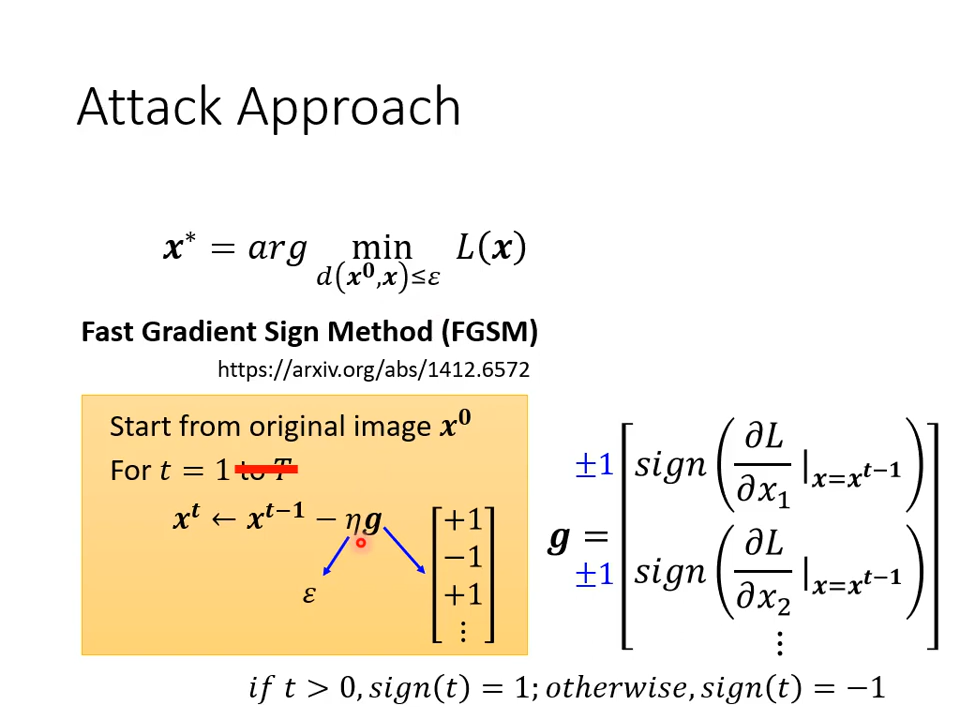 Attack Approach
𝒙* = arg min L(𝒙)
d(𝒙⁰,𝒙)≤ε
Fast Gradient Sign Method (FGSM)
https://arxiv.org/abs/1412.6572
Start from original image 𝒙⁰
For t = 1 to T
𝒙ᵗ ← 𝒙ᵗ⁻¹ − η𝒈
ε
+1
−1
+1
⋮
𝒈 =
±1 sign(∂L/∂x₁ |𝒙=𝒙ᵗ⁻¹)
±1 sign(∂L/∂x₂ |𝒙=𝒙ᵗ⁻¹)
⋮
if t > 0, sign(t) = 1; otherwise, sign(t) = −1